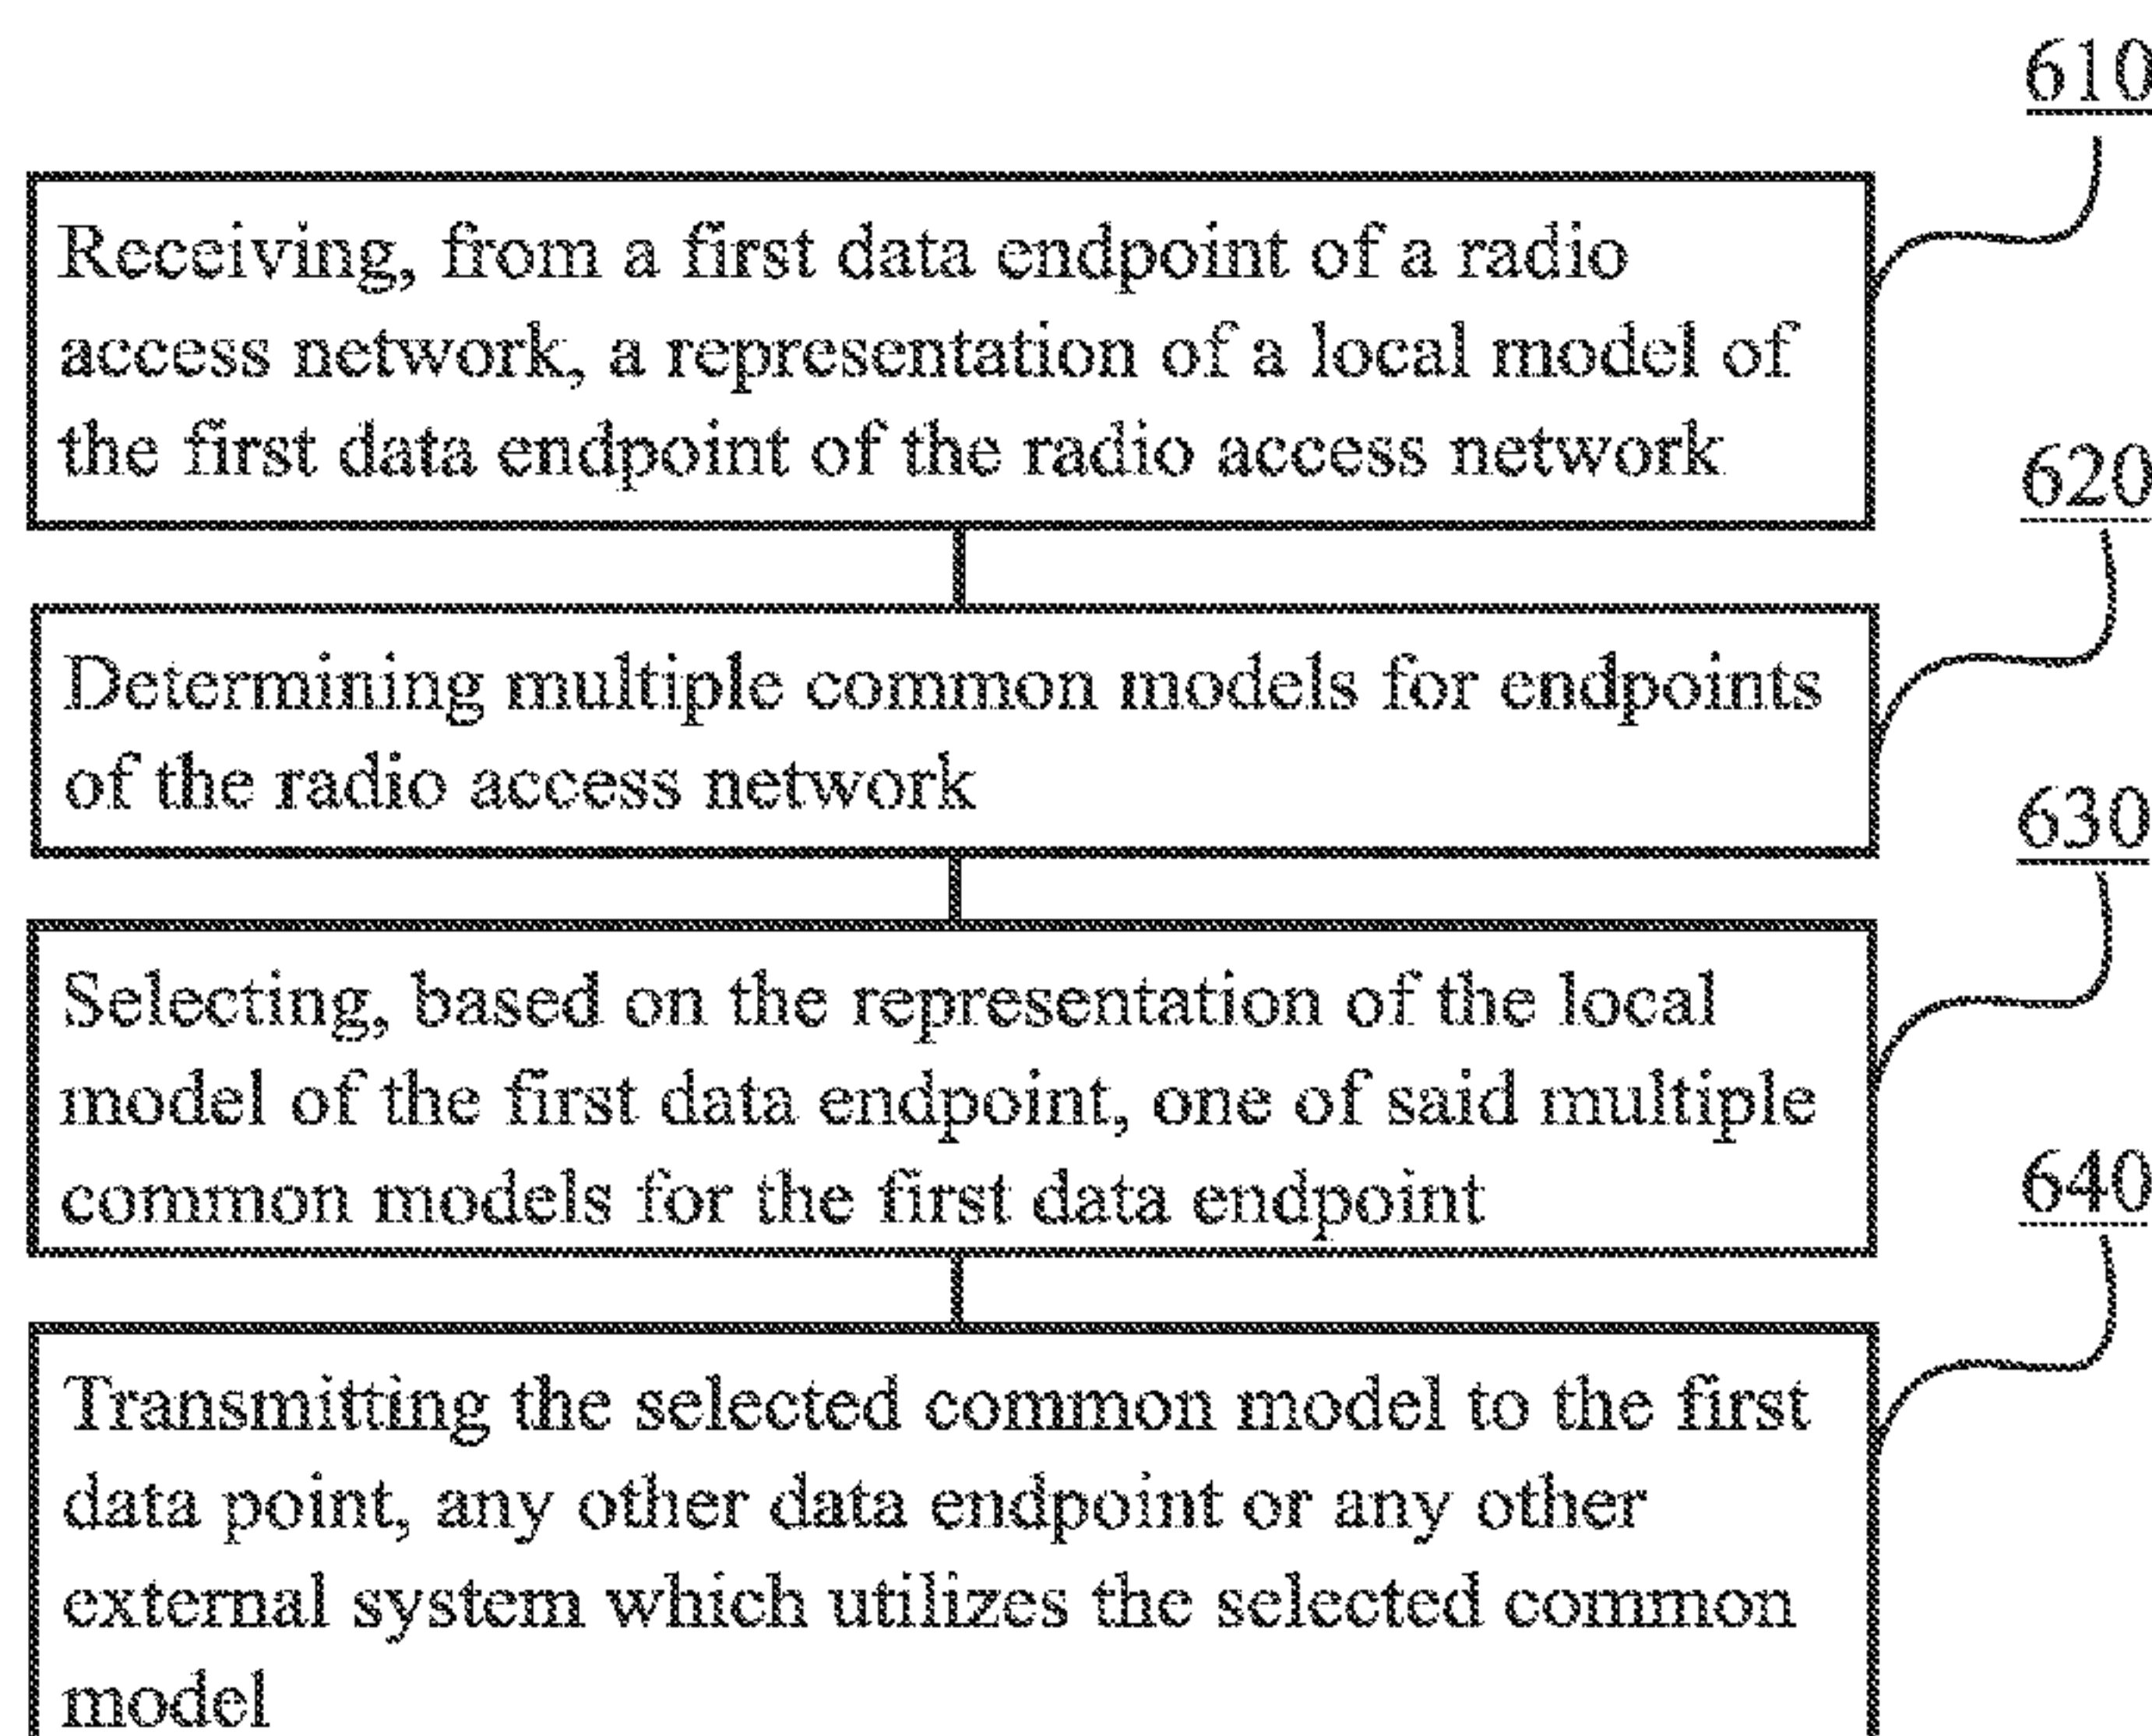 610
Receiving, from a first data endpoint of a radio
access network, a representation of a local model of
the first data endpoint of the radio access network
620
Determining multiple common models for endpoints
of the radio access network
630
Selecting, based on the representation of the local
model of the first data endpoint, one of said multiple
common models for the first data endpoint
640
Transmitting the selected common model to the first
data point, any other data endpoint or any other
external system which utilizes the selected common
model